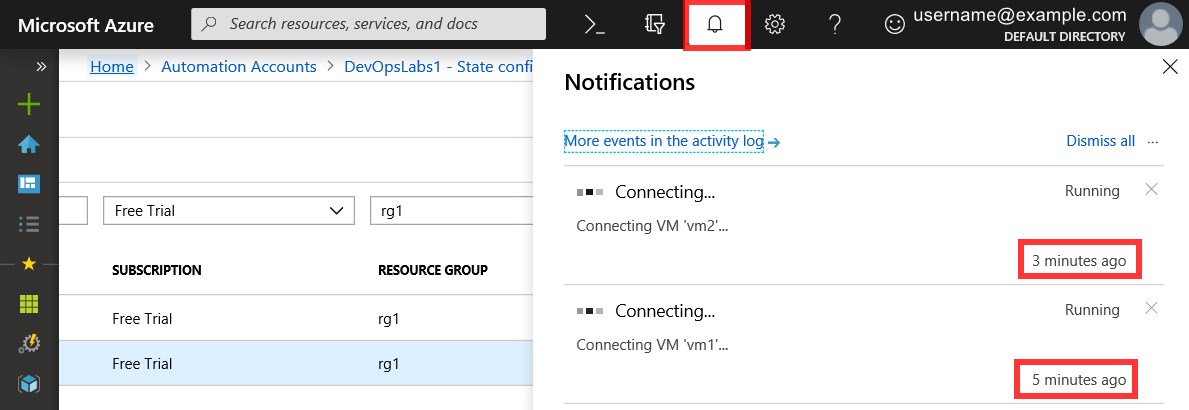 Microsoft Azure
Search resources, services, and docs
username@example.com
DEFAULT DIRECTORY
Home > Automation Accounts > DevOpsLabs1 - State confi
Notifications
More events in the activity log
Dismiss all ...
Connecting...
Running
Connecting VM 'vm2'...
3 minutes ago
Connecting...
Running
Connecting VM 'vm1'...
5 minutes ago
Free Trial
rg1
SUBSCRIPTION RESOURCE GROUP
Free Trial rg1
Free Trial rg1